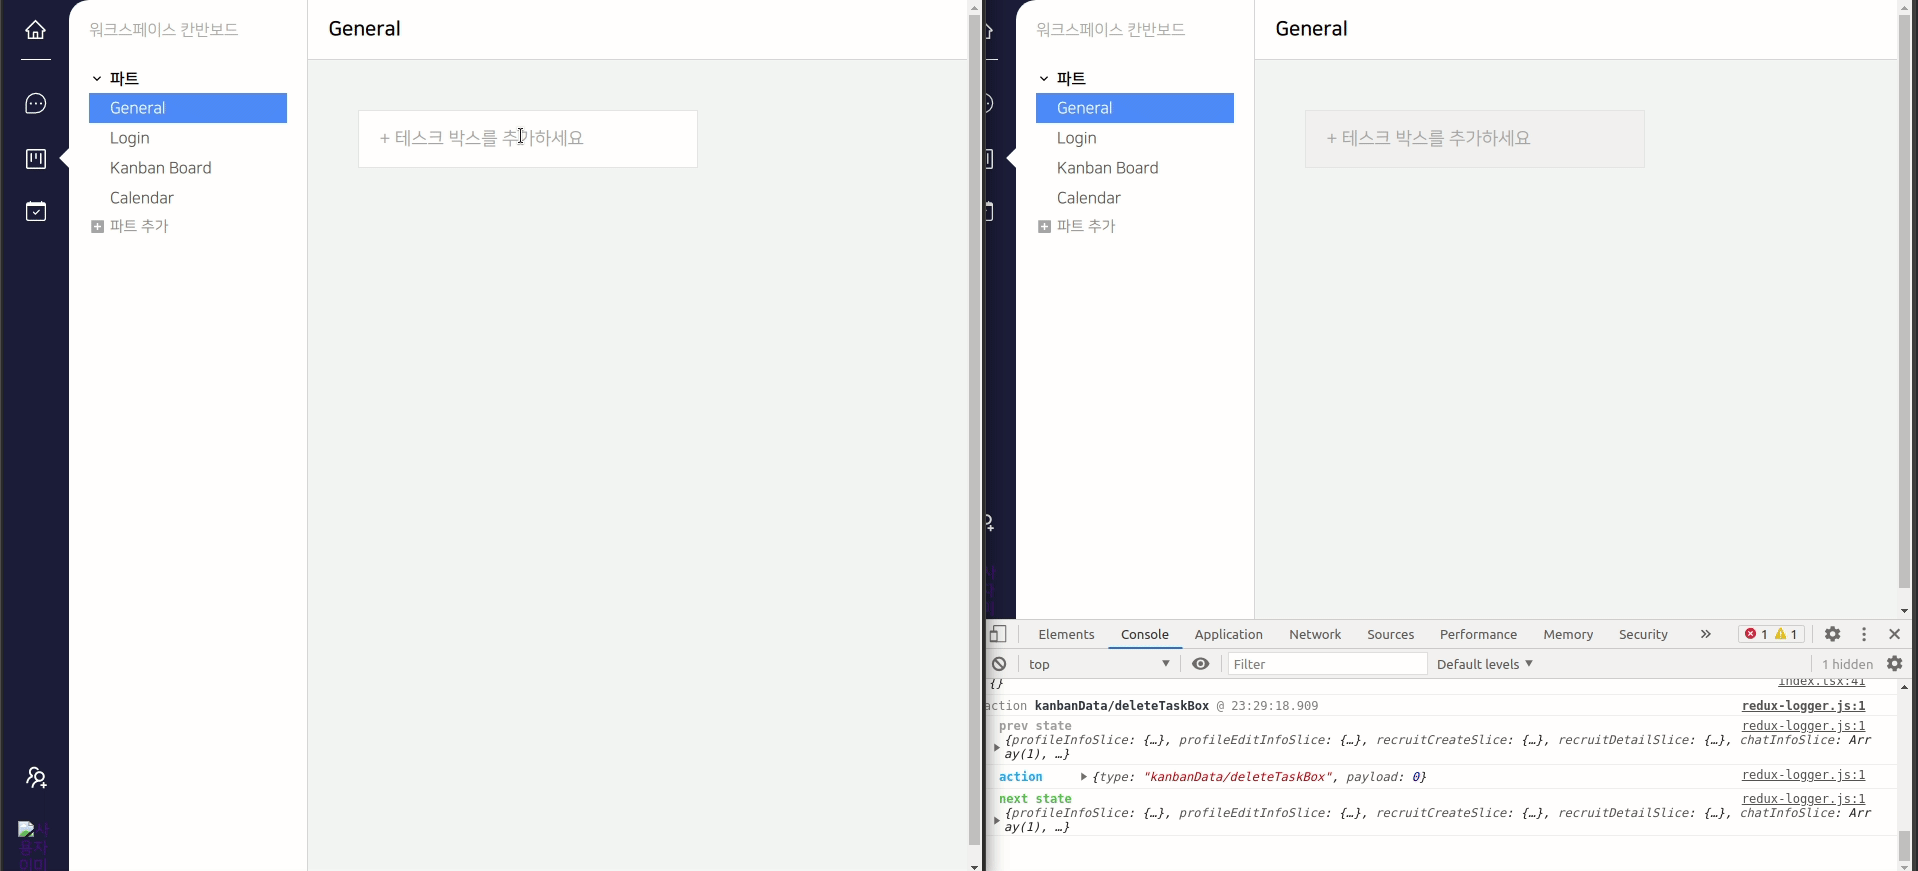 워크스페이스 칸반보드
General
파트
General
Login
Kanban Board
Calendar
파트 추가
+ 테스크 박스를 추가하세요
워크스페이스 칸반보드
General
파트
General
Login
Kanban Board
Calendar
파트 추가
+ 테스크 박스를 추가하세요
Elements Console Application Network Sources Performance Memory Security » 1 1
top Filter Default levels 1 hidden
{} index.tsx:41
action kanbanData/deleteTaskBox @ 23:29:18.909 redux-logger.js:1
prev state redux-logger.js:1
{profileInfoSlice: {…}, profileEditInfoSlice: {…}, recruitCreateSlice: {…}, recruitDetailSlice: {…}, chatInfoSlice: Arr
ay(1), …}
action {type: "kanbanData/deleteTaskBox", payload: 0} redux-logger.js:1
next state redux-logger.js:1
{profileInfoSlice: {…}, profileEditInfoSlice: {…}, recruitCreateSlice: {…}, recruitDetailSlice: {…}, chatInfoSlice: Arr
ay(1), …}